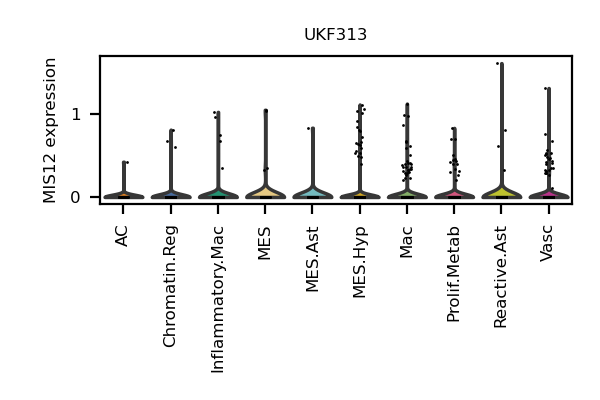 UKF313
MIS12 expression
1
0
AC
Chromatin.Reg
Inflammatory.Mac
MES
MES.Ast
MES.Hyp
Mac
Prolif.Metab
Reactive.Ast
Vasc